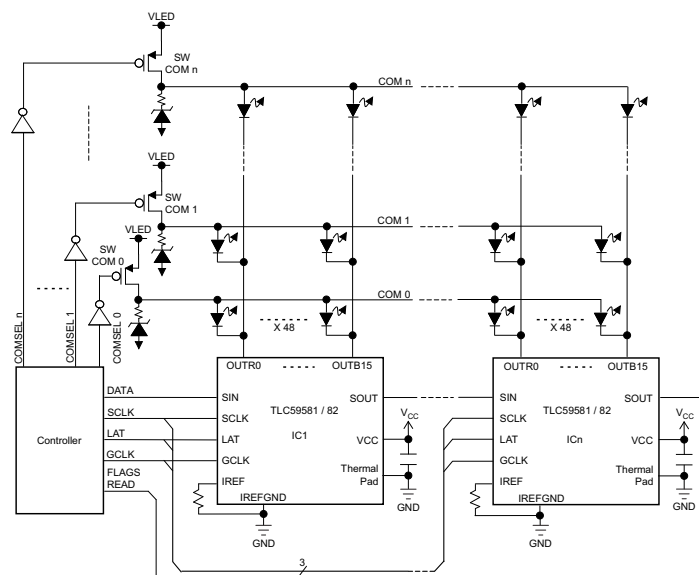 VLED
SW
COM n
COM n
VLED
SW
COM 1
COM 1
VLED
SW
COM 0
COM 0
COMSEL n
COMSEL 1
COMSEL 0
X 48
X 48
OUTR0
OUTB15
OUTR0
OUTB15
Controller
DATA
SCLK
LAT
GCLK
FLAGS
READ
SIN
SCLK
LAT
GCLK
IREF
IREFGND
TLC59581 / 82
IC1
SOUT
VCC
Thermal
Pad
VCC
GND
GND
SIN
SCLK
LAT
GCLK
IREF
IREFGND
TLC59581 / 82
ICn
SOUT
VCC
Thermal
Pad
VCC
GND
GND
3